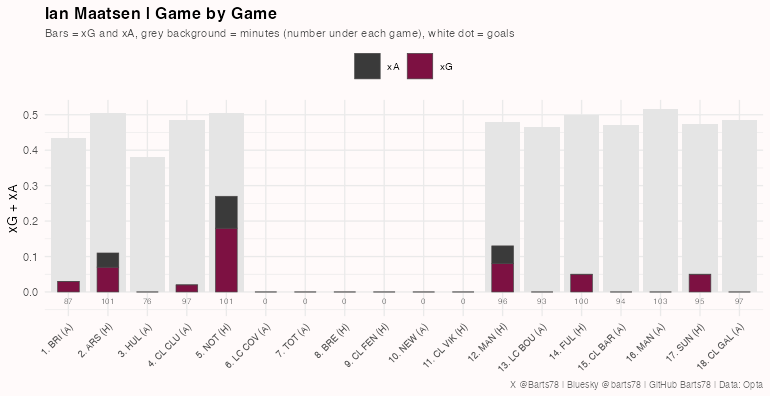 Ian Maatsen | Game by Game
Bars = xG and xA, grey background = minutes (number under each game), white dot = goals
xA xG
xG + xA
0.5
0.4
0.3
0.2
0.1
0.0
87 101 76 97 101 0 0 0 0 0 0 96 93 100 94 103 95 97
1. BRI (A)
2. ARS (H)
3. HUL (A)
4. CL CLU (A)
5. NOT (H)
6. LC COV (A)
7. TOT (A)
8. BRE (H)
9. CL FEN (H)
10. NEW (A)
11. CL VIK (H)
12. MAN (H)
13. LC BOU (A)
14. FUL (H)
15. CL BAR (A)
16. MAN (A)
17. SUN (H)
18. CL GAL (A)
X @Barts78 | Bluesky @barts78 | GitHub Barts78 | Data: Opta